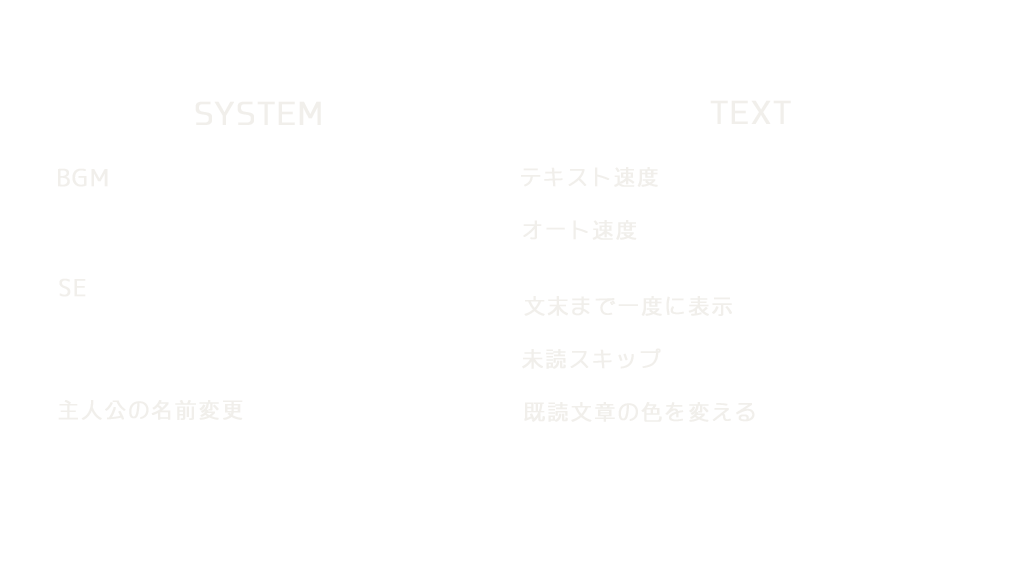 SYSTEM
BGM
SE
主人公の名前変更
TEXT
テキスト速度
オート速度
文末まで一度に表示
未読スキップ
既読文章の色を変える